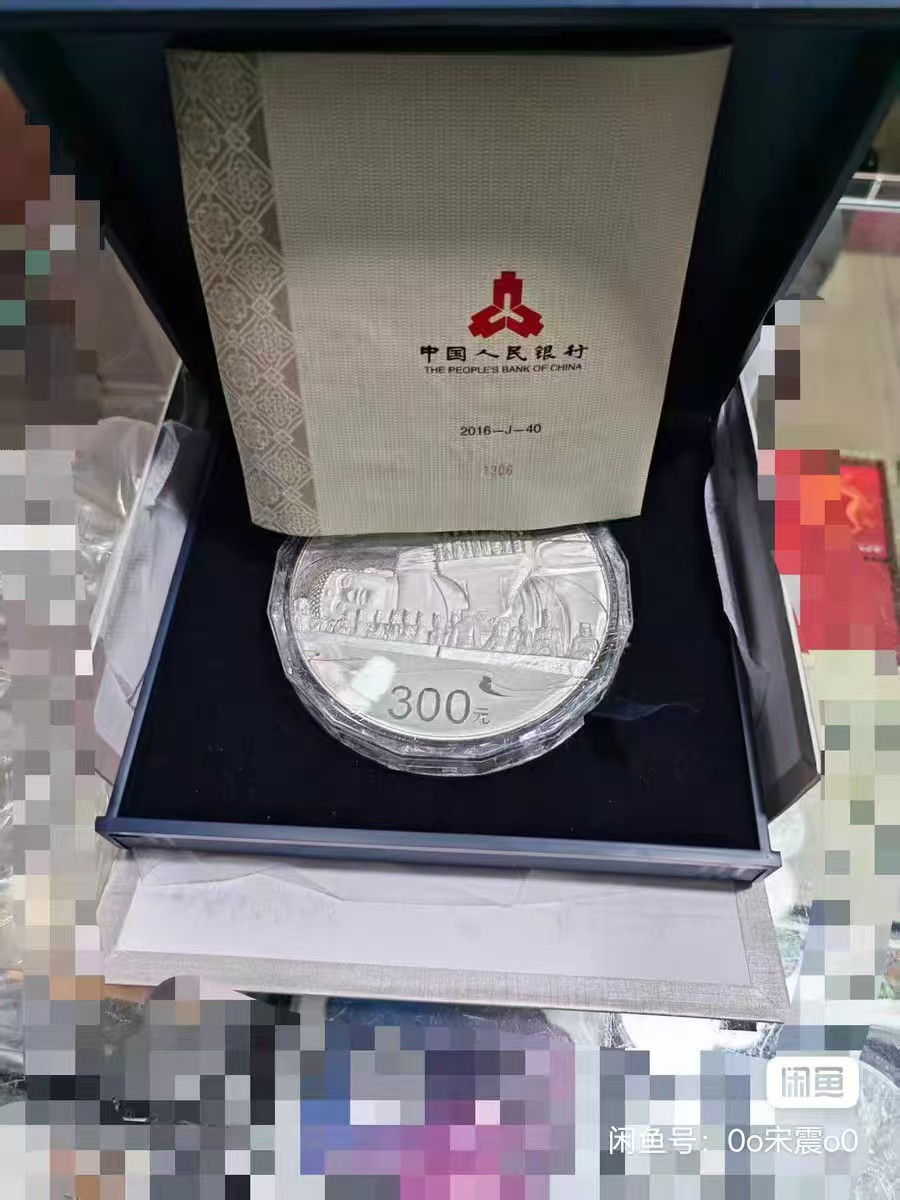 中国人民银行
THE PEOPLE'S BANK OF CHINA
2016-J-40
1306
300元
闲鱼
闲鱼号：0o宋震o0